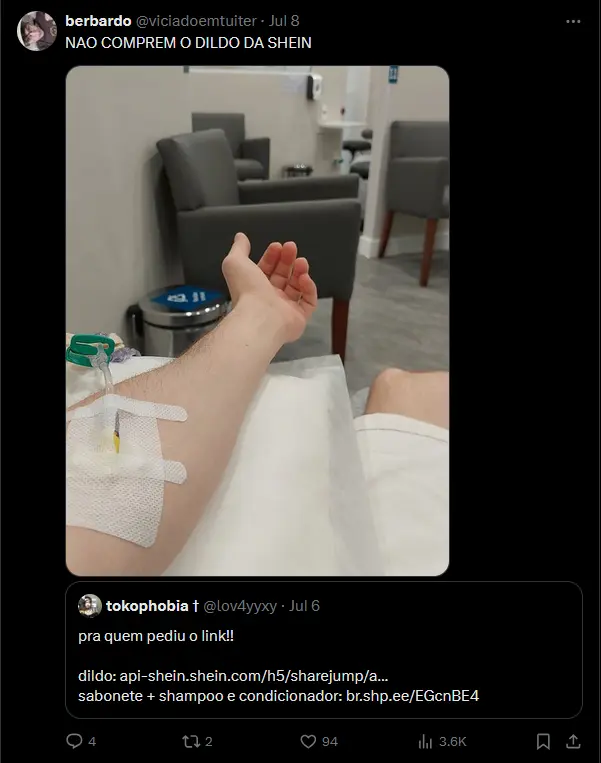 berbardo @viciadoemtuiter · Jul 8
NAO COMPREM O DILDO DA SHEIN
tokophobia † @lov4yyxy · Jul 6
pra quem pediu o link!!
dildo: api-shein.shein.com/h5/sharejump/a...
sabonete + shampoo e condicionador: br.shp.ee/EGcnBE4
4 2 94 3.6K